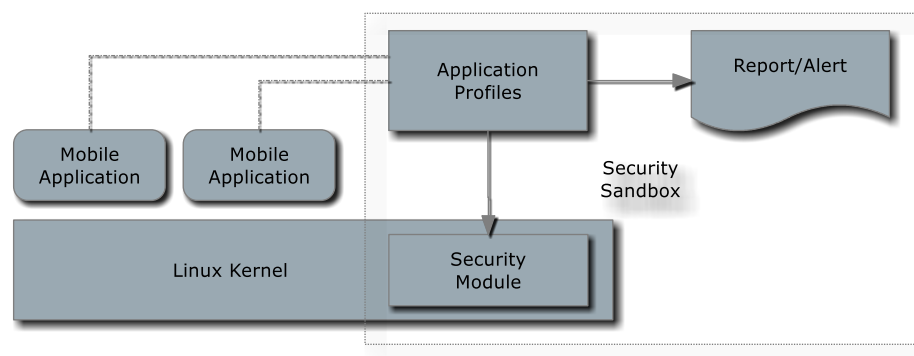 Application
Profiles
Report/Alert
Mobile
Application
Mobile
Application
Security
Sandbox
Linux Kernel
Security
Module